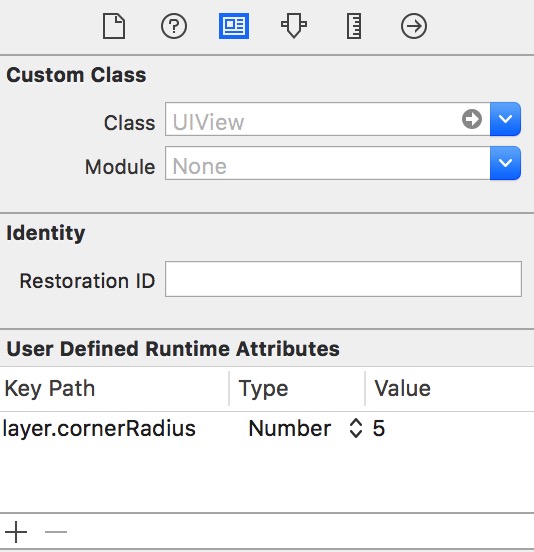 Custom Class
Class UIView
Module None
Identity
Restoration ID
User Defined Runtime Attributes
Key Path Type Value
layer.cornerRadius Number 5